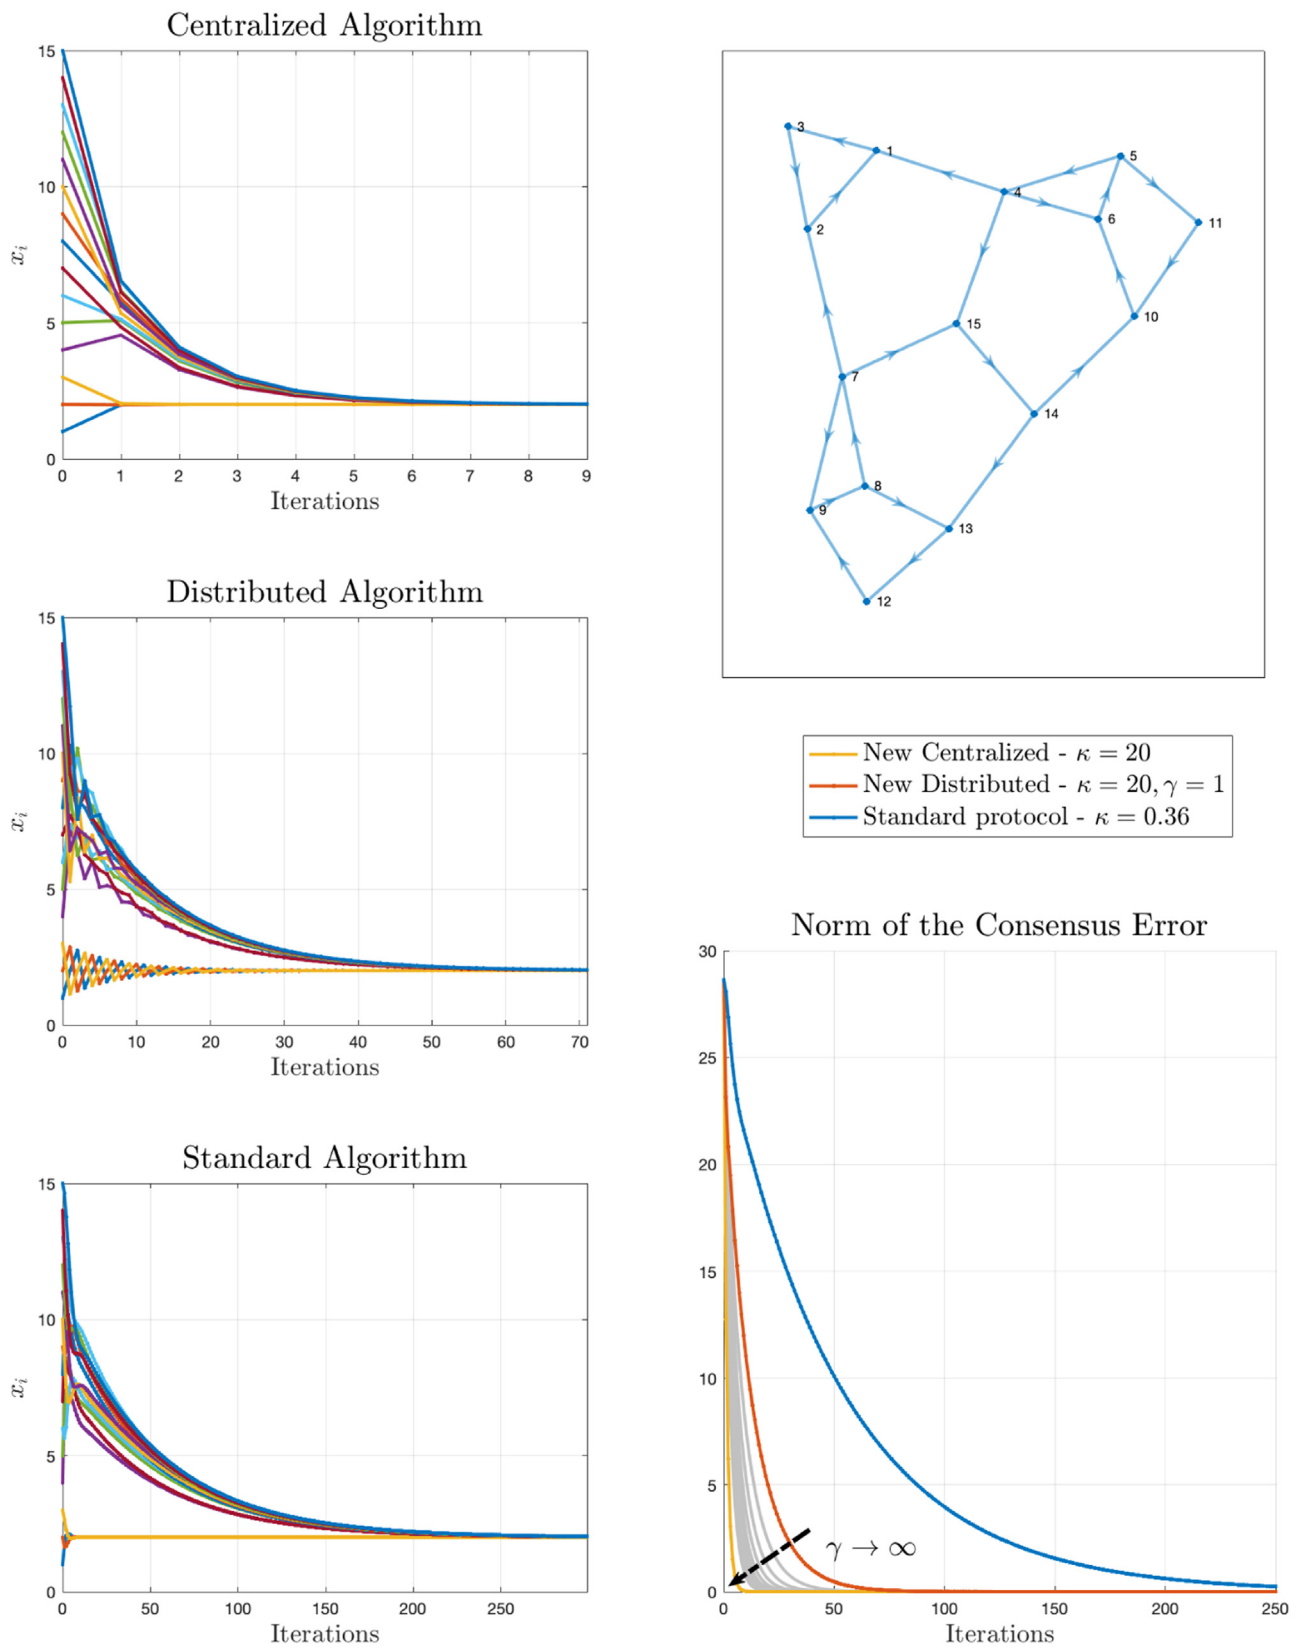 Centralized Algorithm
15
10
5
0
x_i
0 1 2 3 4 5 6 7 8 9
Iterations
3
1
5
4
6
11
2
15
10
7
14
8
9
13
12
Distributed Algorithm
15
10
5
0
x_i
0 10 20 30 40 50 60 70
Iterations
New Centralized - κ = 20
New Distributed - κ = 20, γ = 1
Standard protocol - κ = 0.36
Standard Algorithm
15
10
5
0
x_i
0 50 100 150 200 250
Iterations
Norm of the Consensus Error
30
25
20
15
10
5
0
γ → ∞
0 50 100 150 200 250
Iterations